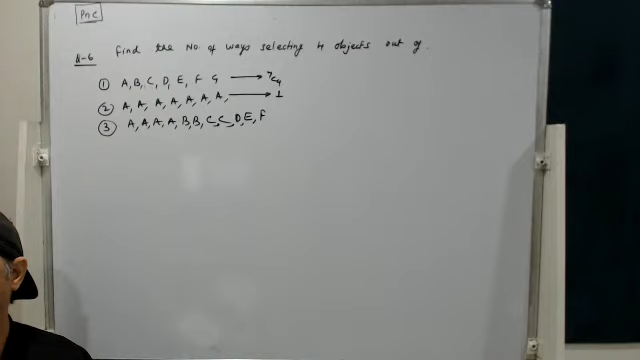 PnC
Q-6 find the No. of ways selecting 4 objects out of.
① A, B, C, D, E, F G ⟶ ⁷C₄
② A, A, A, A, A, A, A, ⟶ 1
③ A, A, A, A, B, B, C, C, D, E, F